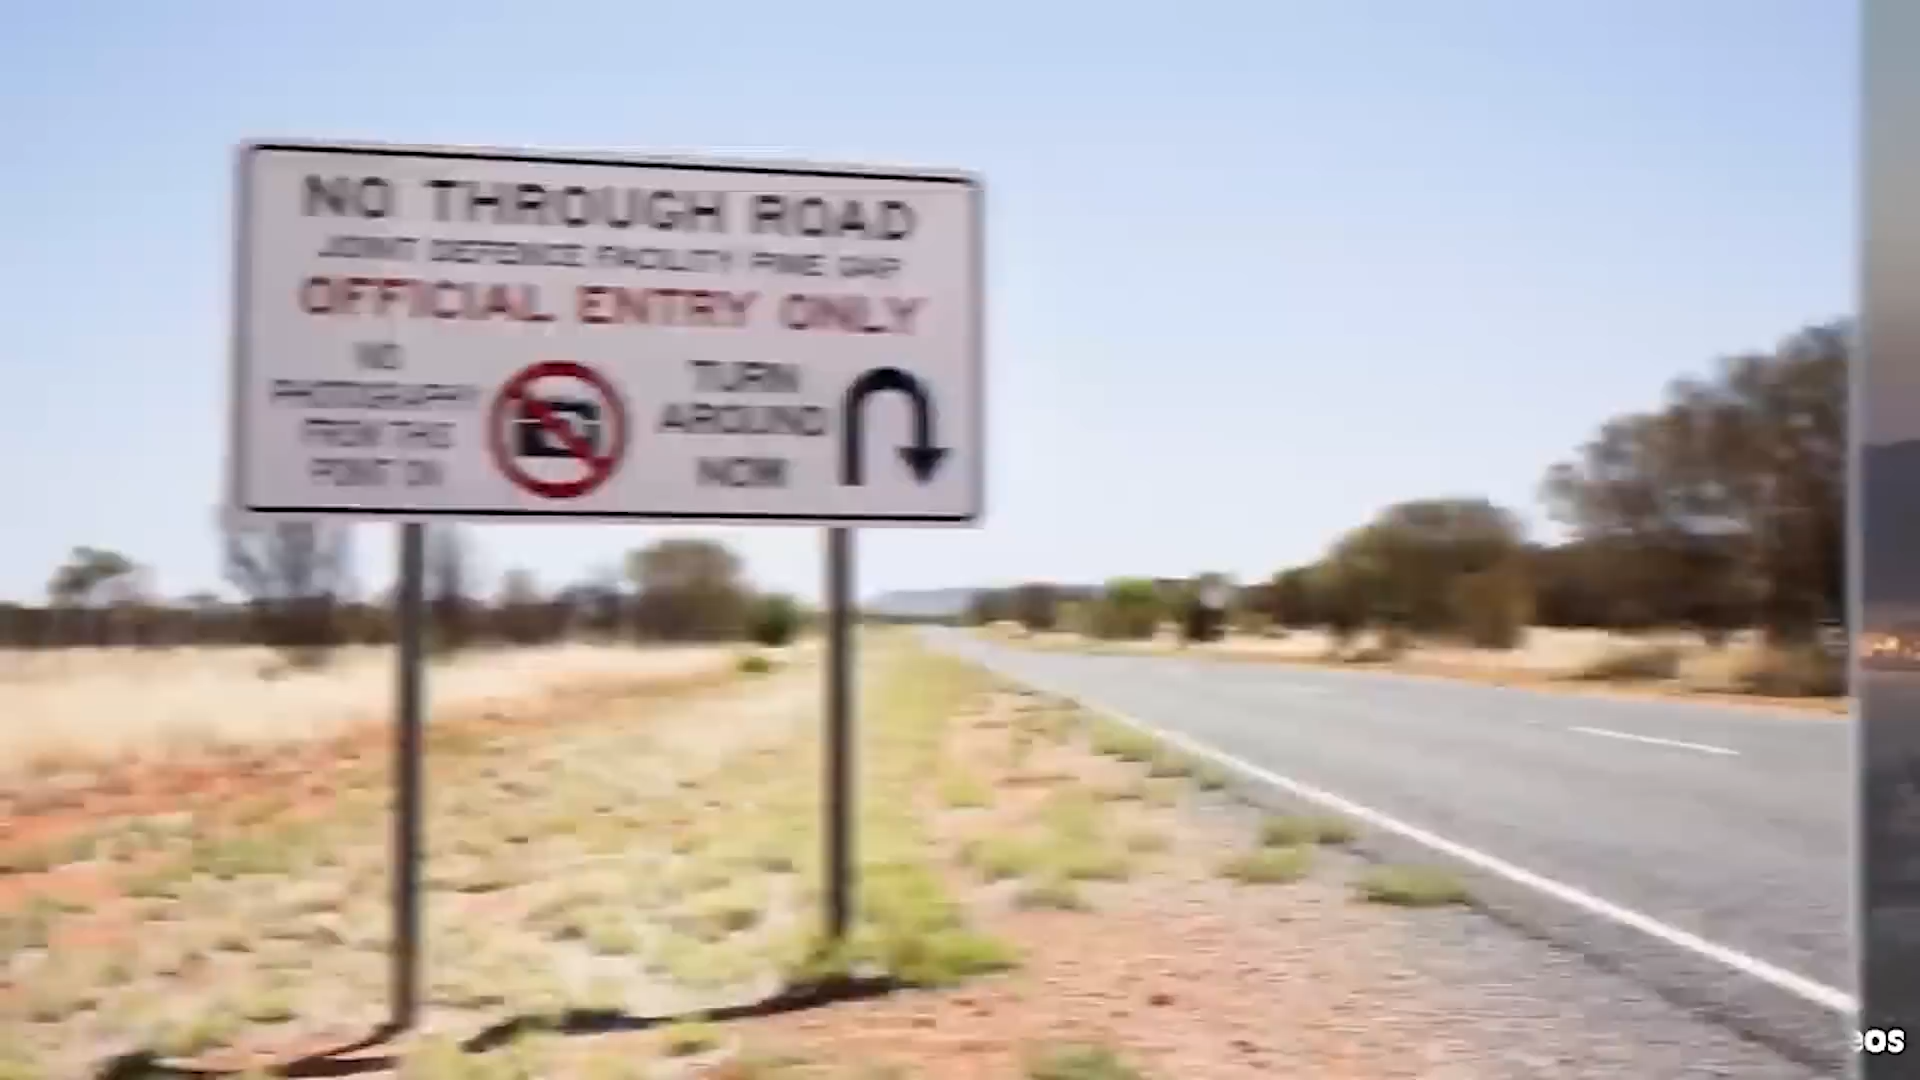 NO THROUGH ROAD
JOINT DEFENCE FACILITY PINE GAP
OFFICIAL ENTRY ONLY
NO
PHOTOGRAPHY
FROM THIS
POINT ON
TURN
AROUND
NOW
eos